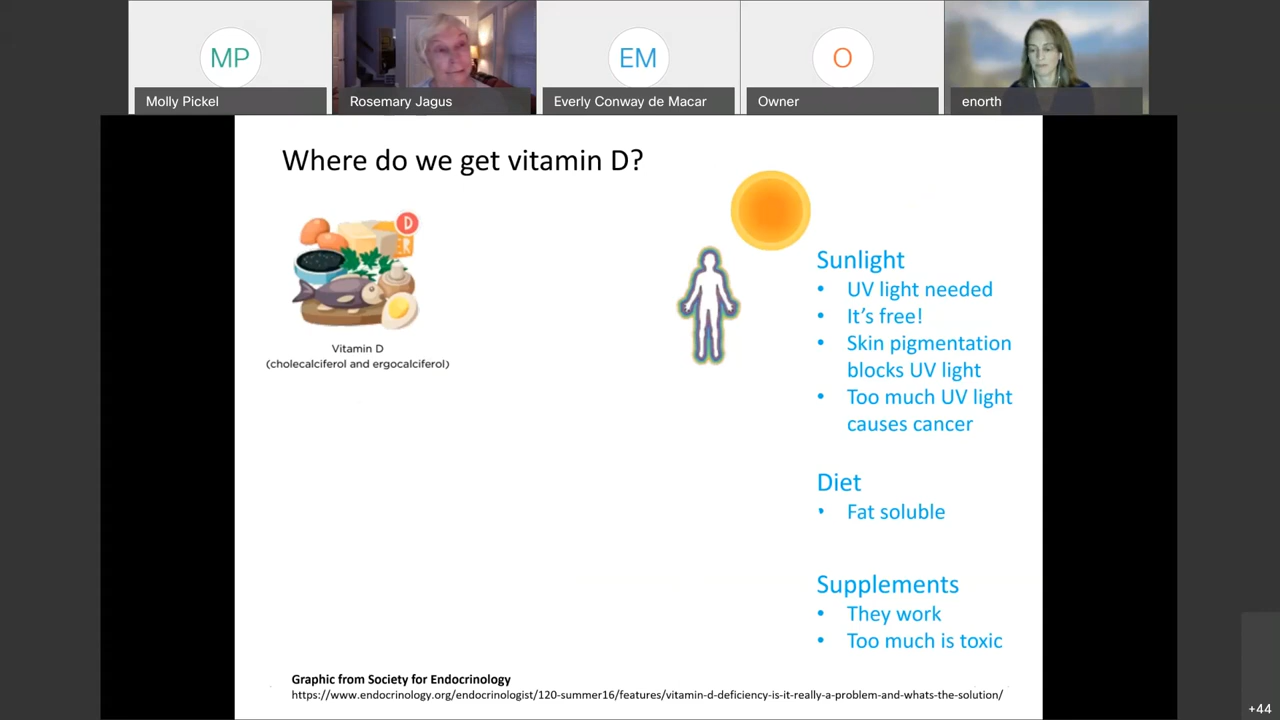 MP
EM
O
Molly Pickel
Rosemary Jagus
Everly Conway de Macar
Owner
enorth
Where do we get vitamin D?
D
ER
Vitamin D
(cholecalciferol and ergocalciferol)
Sunlight
• UV light needed
• It's free!
• Skin pigmentation
blocks UV light
• Too much UV light
causes cancer
Diet
• Fat soluble
Supplements
• They work
• Too much is toxic
Graphic from Society for Endocrinology
https://www.endocrinology.org/endocrinologist/120-summer16/features/vitamin-d-deficiency-is-it-really-a-problem-and-whats-the-solution/
+44